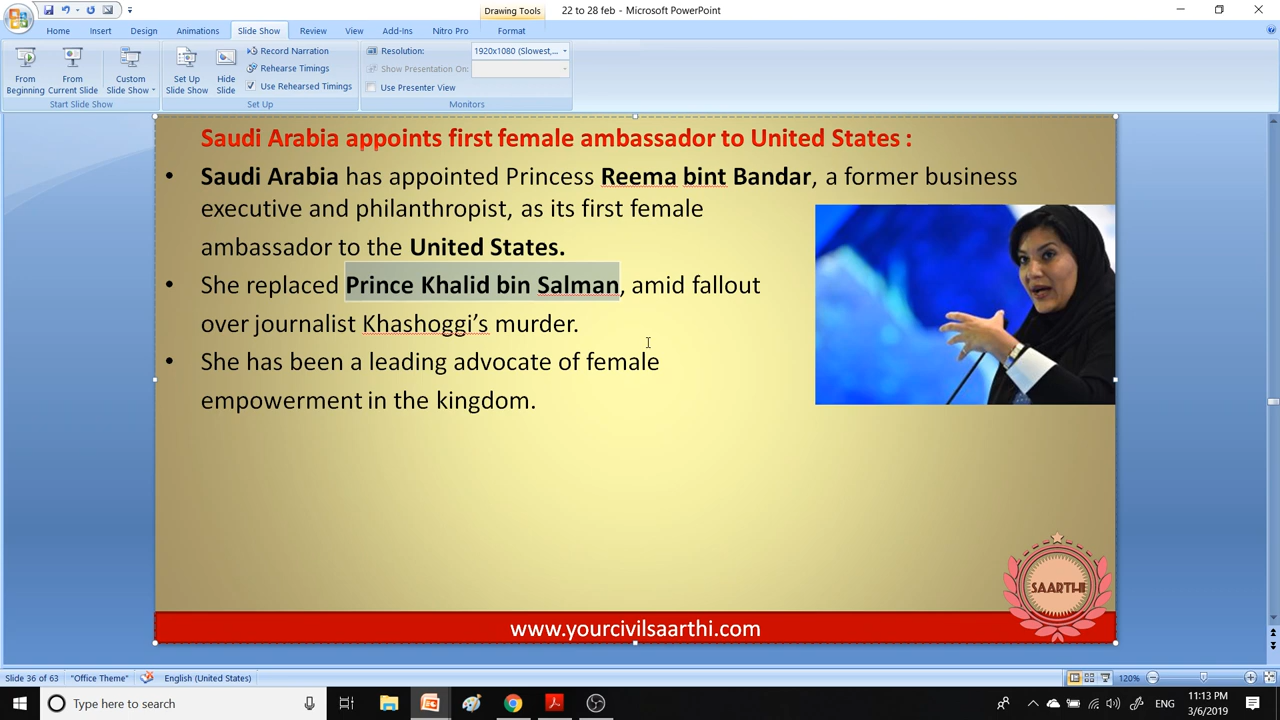 Drawing Tools
22 to 28 feb - Microsoft PowerPoint
Home Insert Design Animations Slide Show Review View Add-Ins Nitro Pro Format
From Beginning
From Current Slide
Custom Slide Show
Start Slide Show
Set Up Slide Show
Hide Slide
Record Narration
Rehearse Timings
Use Rehearsed Timings
Set Up
Resolution: 1920x1080 (Slowest,...
Show Presentation On:
Use Presenter View
Monitors
Saudi Arabia appoints first female ambassador to United States :
• Saudi Arabia has appointed Princess Reema bint Bandar, a former business
executive and philanthropist, as its first female
ambassador to the United States.
• She replaced Prince Khalid bin Salman, amid fallout
over journalist Khashoggi’s murder.
• She has been a leading advocate of female
empowerment in the kingdom.
SAARTHI
www.yourcivilsaarthi.com
Slide 36 of 63 "Office Theme" English (United States) 120%
Type here to search
ENG
11:13 PM
3/6/2019